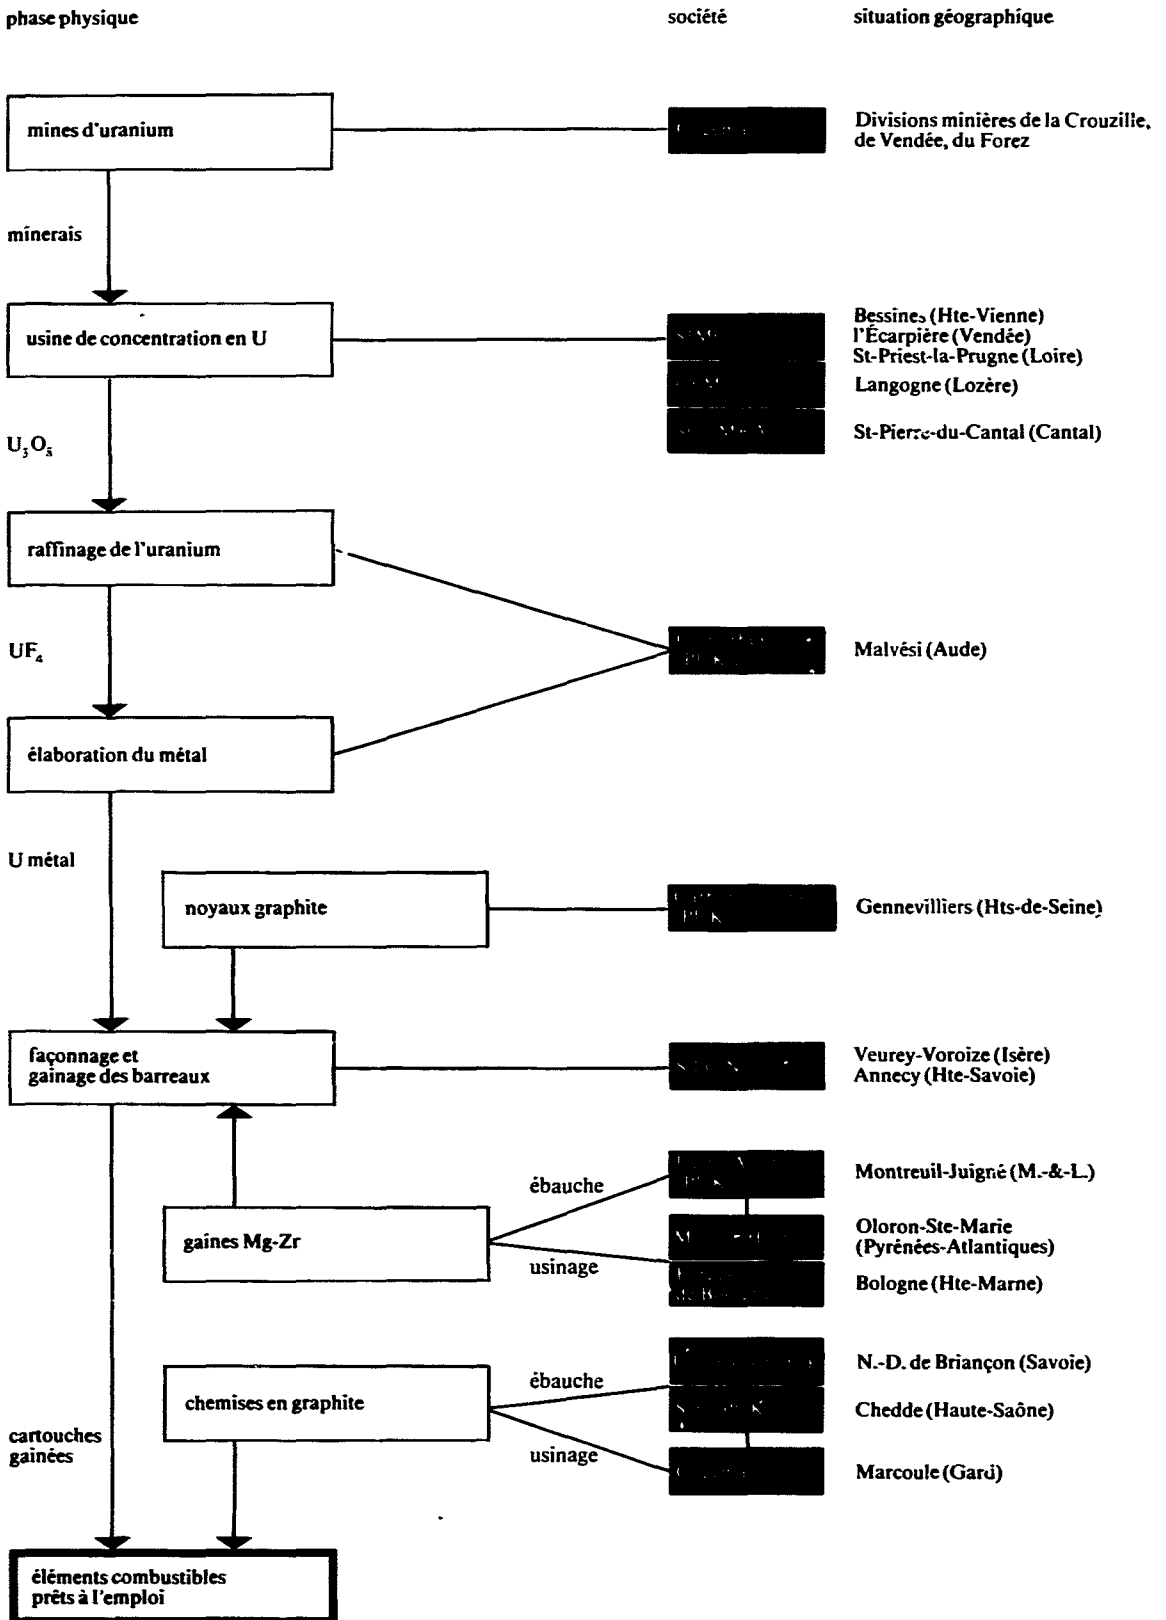 phase physique
société
situation géographique
mines d'uranium
Divisions minières de la Crouzille,
de Vendée, du Forez
minerais
usine de concentration en U
Bessines (Hte-Vienne)
l'Écarpière (Vendée)
St-Priest-la-Prugne (Loire)
Langogne (Lozère)
St-Pierre-du-Cantal (Cantal)
U₃O₈
raffinage de l'uranium
UF₄
Malvési (Aude)
élaboration du métal
U métal
noyaux graphite
Gennevilliers (Hts-de-Seine)
façonnage et
gainage des barreaux
Veurey-Voroize (Isère)
Annecy (Hte-Savoie)
ébauche
Montreuil-Juigné (M.-&-L.)
gaines Mg-Zr
usinage
Oloron-Ste-Marie
(Pyrénées-Atlantiques)
Bologne (Hte-Marne)
ébauche
N.-D. de Briançon (Savoie)
chemises en graphite
Chedde (Haute-Saône)
cartouches
gainées
usinage
Marcoule (Gard)
éléments combustibles
prêts à l'emploi